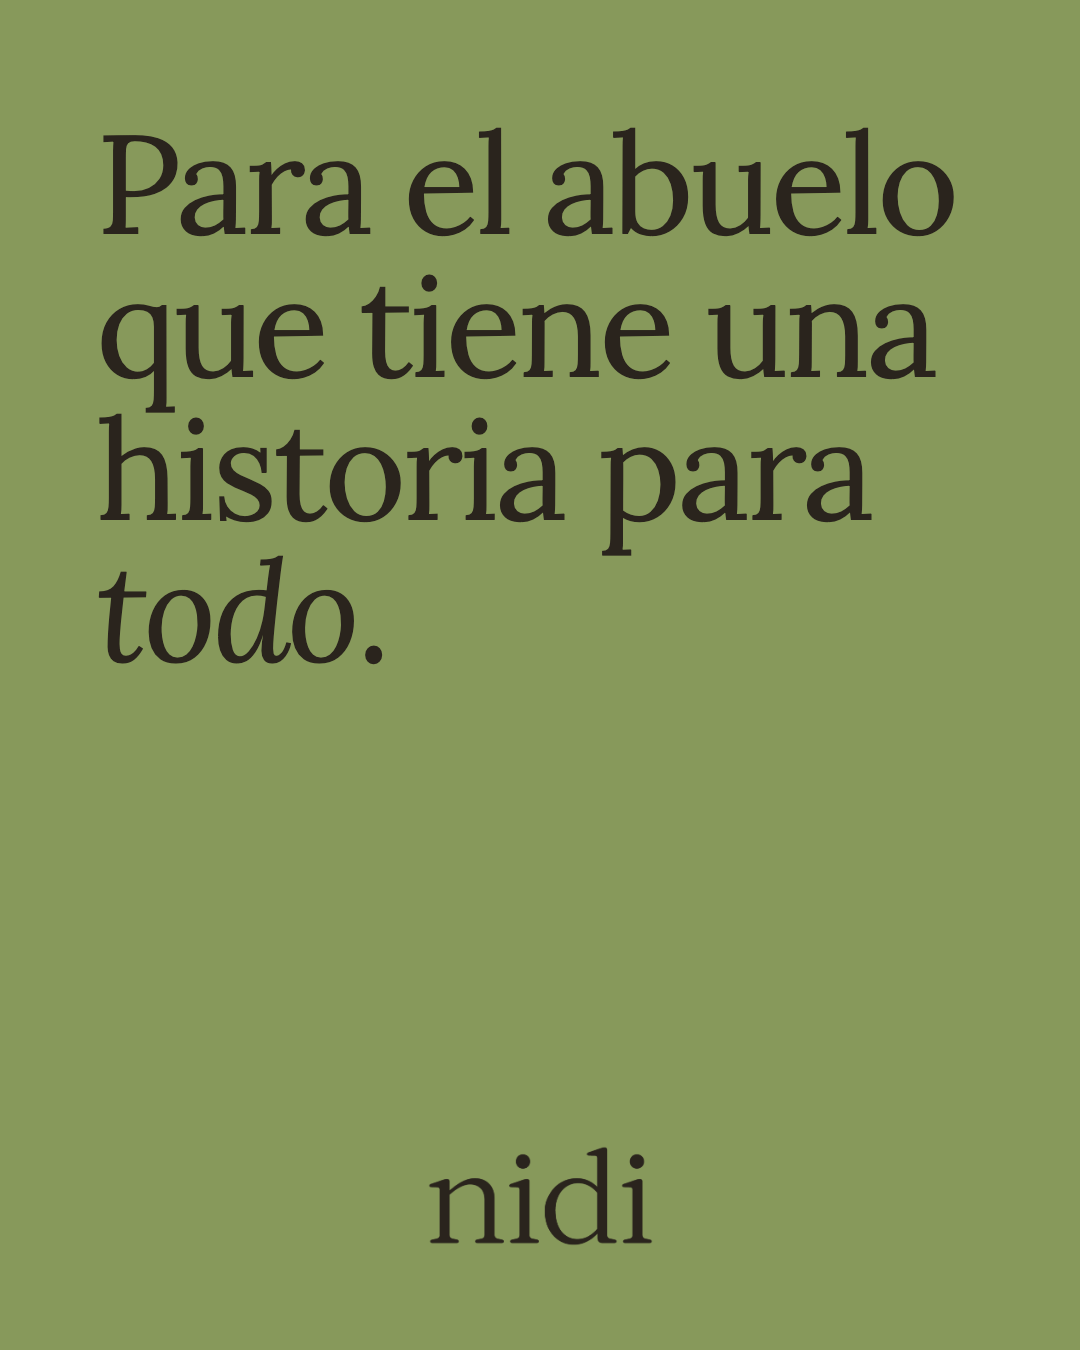 Para el abuelo
que tiene una
historia para
todo.
nidi